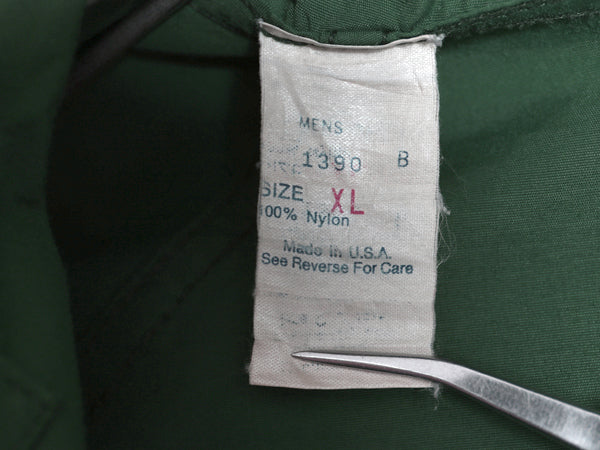 MENS
1390 B
SIZE XL
100% Nylon
Made in U.S.A.
See Reverse For Care